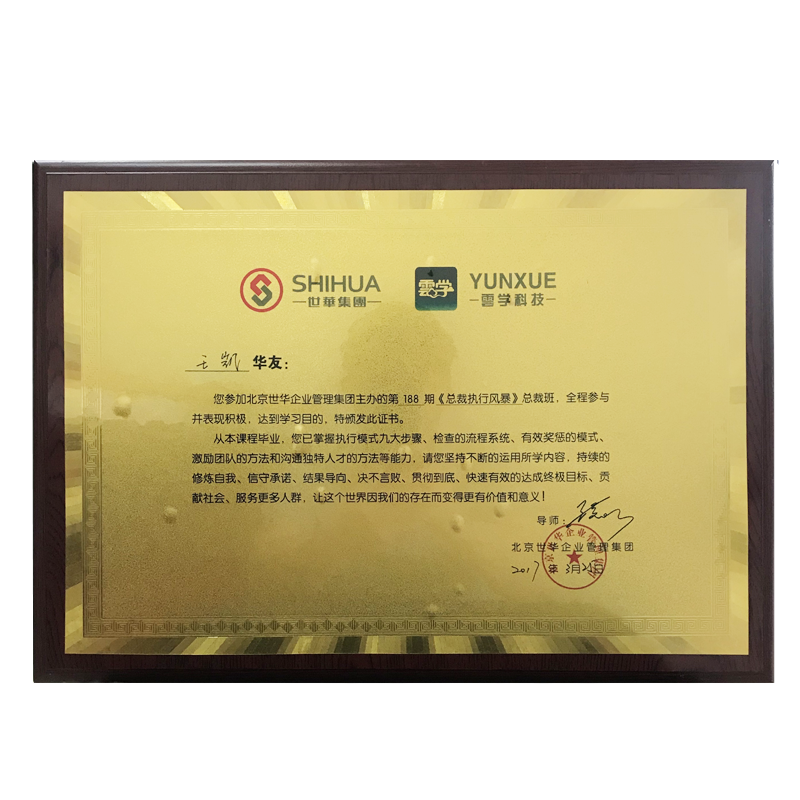 SHIHUA
世華集團
雲学
YUNXUE
雲学科技
王凯 华友：
您参加北京世华企业管理集团主办的第 188 期《总裁执行风暴》总裁班，全程参与
并表现积极，达到学习目的，特颁发此证书。
从本课程毕业，您已掌握执行模式九大步骤、检查的流程系统、有效奖惩的模式、
激励团队的方法和沟通独特人才的方法等能力，请您坚持不断的运用所学内容，持续的
修炼自我、信守承诺、结果导向、决不言败、贯彻到底、快速有效的达成终极目标、贡
献社会、服务更多人群，让这个世界因我们的存在而变得更有价值和意义！
导师：
北京世华企业管理集团
2017年3月 日